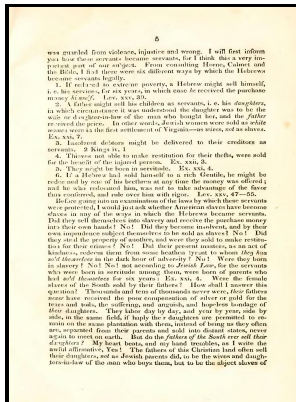 5
was guarded from violence, injustice and wrong. I will first inform
you how these servants became servants, for I think this a very im-
portant part of our subject. From consulting Horne, Calmet and
the Bible, I find there were six different ways by which the Hebrews
became servants legally.
1. If reduced to extreme poverty, a Hebrew might sell himself,
i. e. his services, for six years, in which case he received the purchase
money himself. Lev. xxv, 39.
2. A father might sell his children as servants, i. e. his daughters,
in which circumstance it was understood the daughter was to be the
wife or daughter-in-law of the man who bought her, and the father
received the price. In other words, Jewish women were sold as white
women were in the first settlement of Virginia—as wives, not as slaves.
Ex. xxi, 7.
3. Insolvent debtors might be delivered to their creditors as
servants. 2 Kings iv, 1
4. Thieves not able to make restitution for their thefts, were sold
for the benefit of the injured person. Ex. xxii, 3.
5. They might be born in servitude. Ex. xxi, 4.
6. If a Hebrew had sold himself to a rich Gentile, he might be
redeemed by one of his brethren at any time the money was offered;
and he who redeemed him, was not to take advantage of the favor
thus conferred, and rule over him with rigor. Lev. xxv, 47—55.
Before going into an examination of the laws by which these servants
were protected, I would just ask whether American slaves have become
slaves in any of the ways in which the Hebrews became servants.
Did they sell themselves into slavery and receive the purchase money
into their own hands? No! Did they become insolvent, and by their
own imprudence subject themselves to be sold as slaves? No! Did
they steal the property of another, and were they sold to make restitu-
tion for their crimes? No! Did their present masters, as an act of
kindness, redeem them from some heathen tyrant to whom they had
sold themselves in the dark hour of adversity? No! Were they born
in slavery? No! No! not according to Jewish Law, for the servants
who were born in servitude among them, were born of parents who
had sold themselves for six years: Ex. xxi, 4. Were the female
slaves of the South sold by their fathers? How shall I answer this
question? Thousands and tens of thousands never were, their fathers
never have received the poor compensation of silver or gold for the
tears and toils, the suffering, and anguish, and hopeless bondage of
their daughters. They labor day by day, and year by year, side by
side, in the same field, if haply their daughters are permitted to re-
main on the same plantation with them, instead of being as they often
are, separated from their parents and sold into distant states, never
again to meet on earth. But do the fathers of the South ever sell their
daughters? My heart beats, and my hand trembles, as I write the
awful affirmative, Yes! The fathers of this Christian land often sell
their daughters, not as Jewish parents did, to be the wives and daugh-
ters-in-law of the man who buys them, but to be the abject slaves of